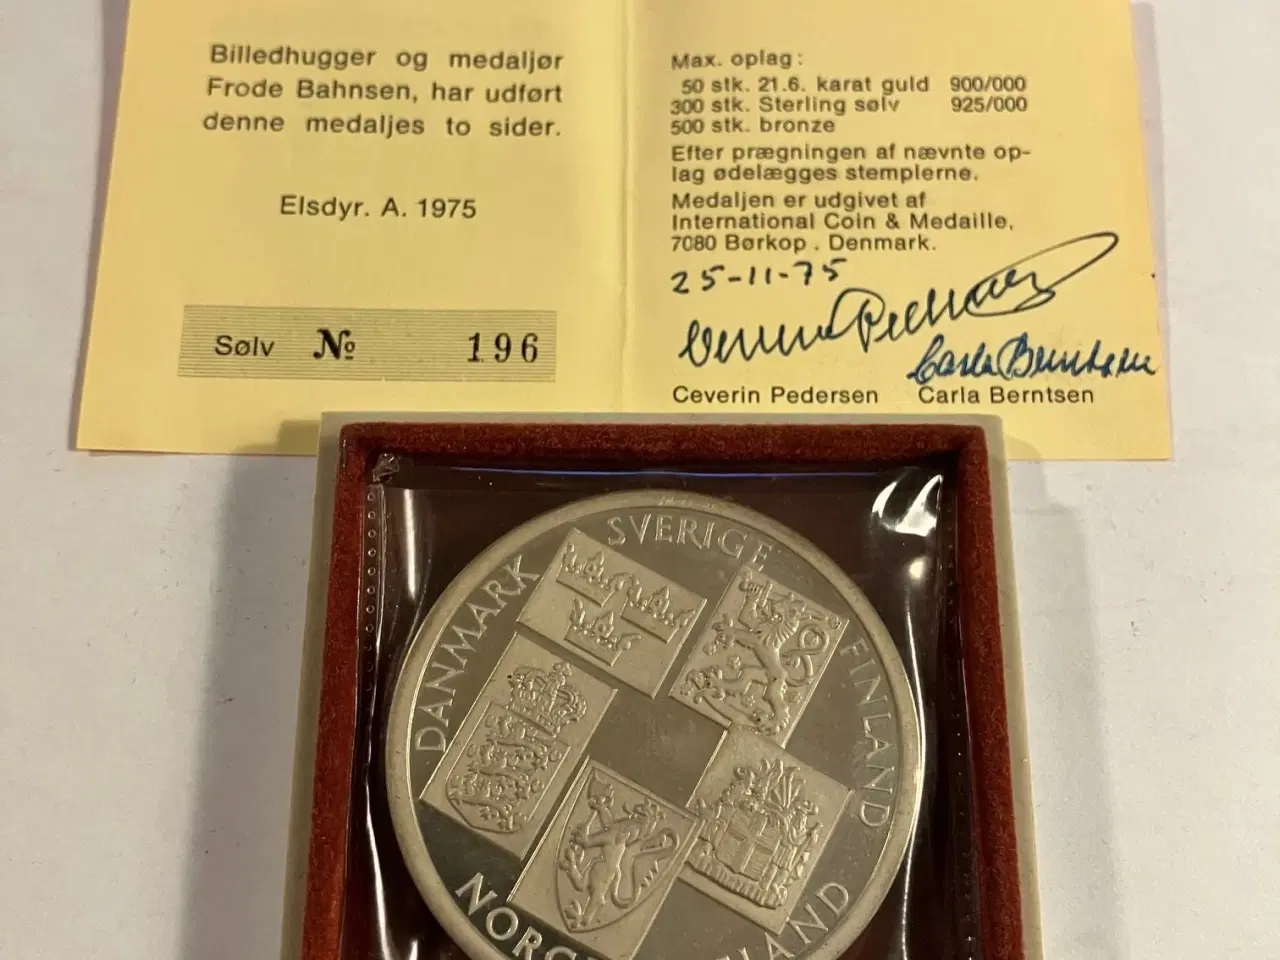 Billedhugger og medaljør
Frode Bahnsen, har udført
denne medaljes to sider.
Elsdyr. A. 1975
Sølv № 196
Max. oplag:
50 stk. 21.6. karat guld 900/000
300 stk. Sterling sølv 925/000
500 stk. bronze
Efter prægningen af nævnte op-
lag ødelægges stemplerne.
Medaljen er udgivet af
International Coin & Medaille,
7080 Børkop . Denmark.
25-11-75
Carla Berntsen
Ceverin Pedersen Carla Berntsen
DANMARK
SVERIGE
FINLAND